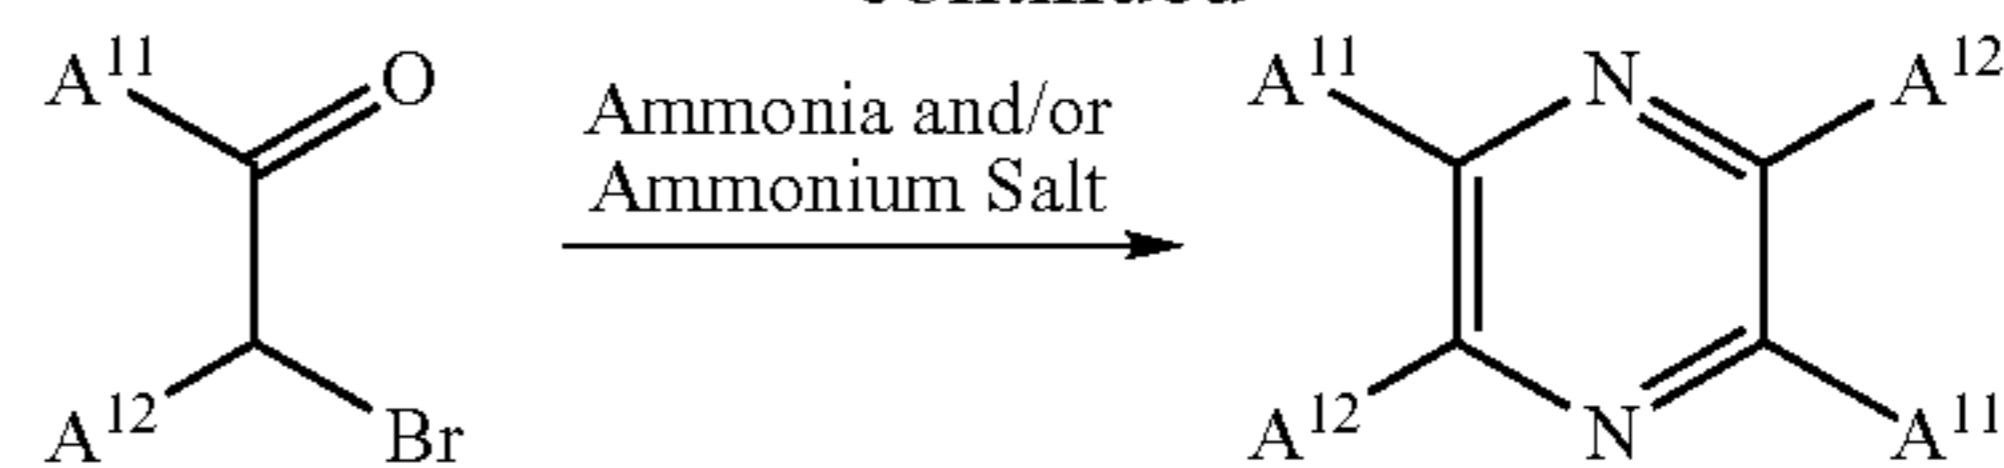 A11 O
Ammonia and/or
Ammonium Salt
A12 Br
A11 N A12
A12 N A11